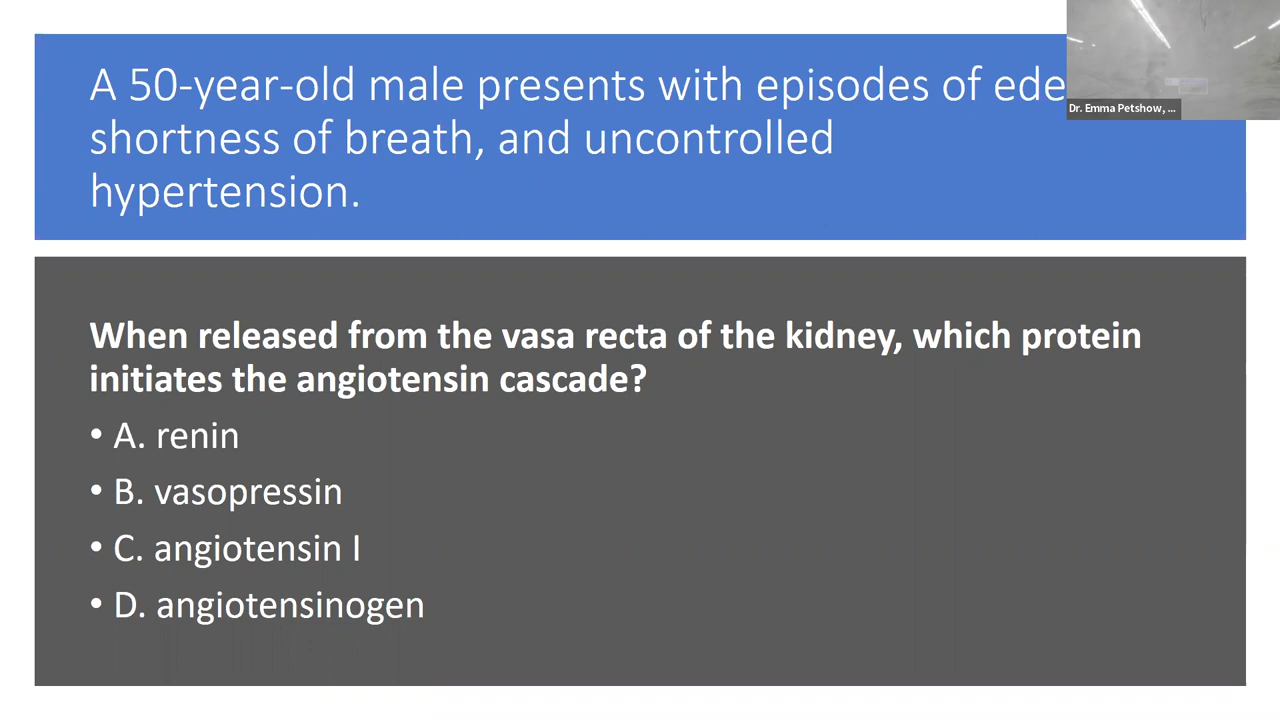 A 50-year-old male presents with episodes of ede
shortness of breath, and uncontrolled
hypertension.
Dr. Emma Petshow, ...
When released from the vasa recta of the kidney, which protein
initiates the angiotensin cascade?
• A. renin
• B. vasopressin
• C. angiotensin I
• D. angiotensinogen